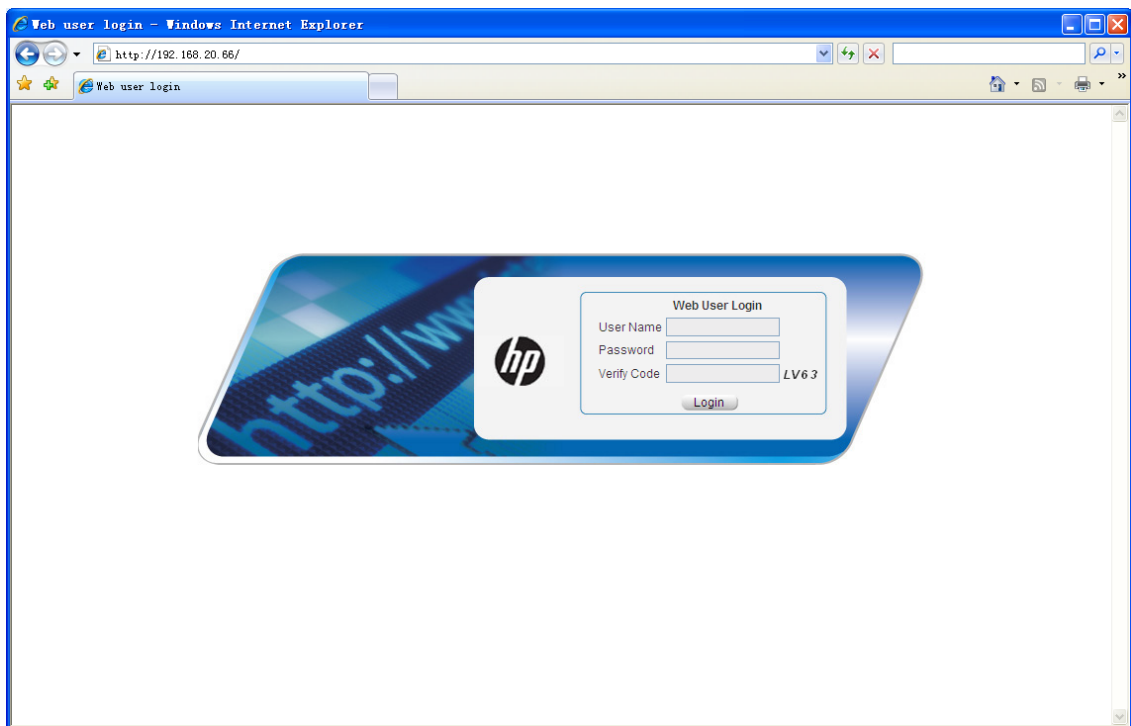 Web user login - Windows Internet Explorer
http://192.168.20.66/
Web user login
http://www
hp
Web User Login
User Name
Password
Verify Code LV63
Login